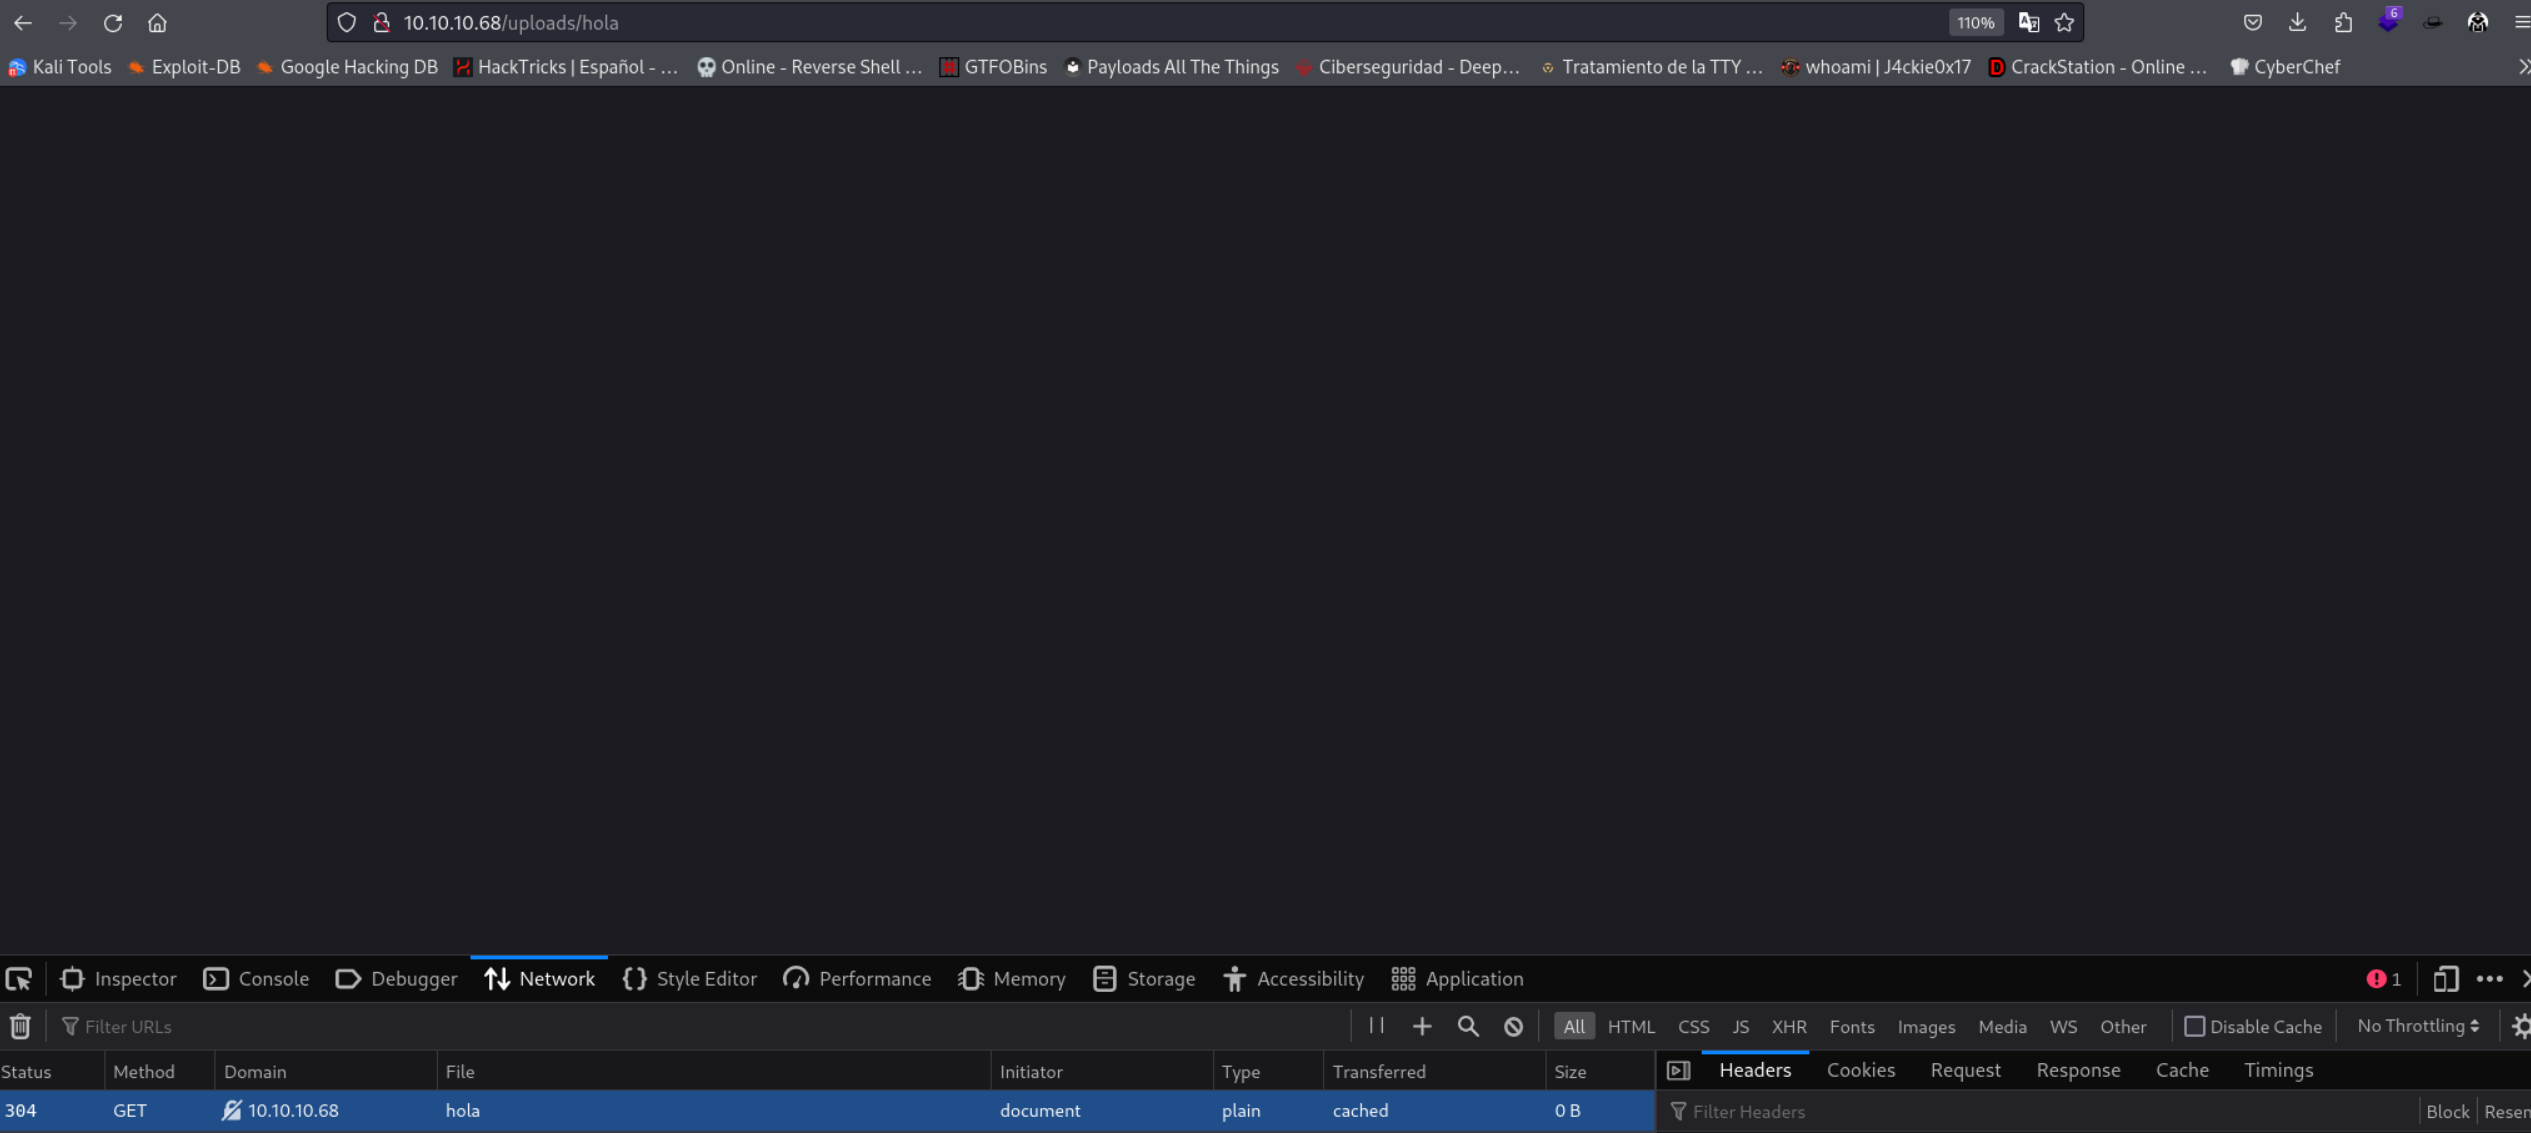 10.10.10.68/uploads/hola 110% 6
Kali Tools Exploit-DB Google Hacking DB HackTricks | Español - ... Online - Reverse Shell ... GTFOBins Payloads All The Things Ciberseguridad - Deep... Tratamiento de la TTY ... whoami | J4ckie0x17 CrackStation - Online ... CyberChef
Inspector Console Debugger Network Style Editor Performance Memory Storage Accessibility Application 1
Filter URLs All HTML CSS JS XHR Fonts Images Media WS Other Disable Cache No Throttling
Status Method Domain File Initiator Type Transferred Size Headers Cookies Request Response Cache Timings
304 GET 10.10.10.68 hola document plain cached 0 B Filter Headers Block Resen